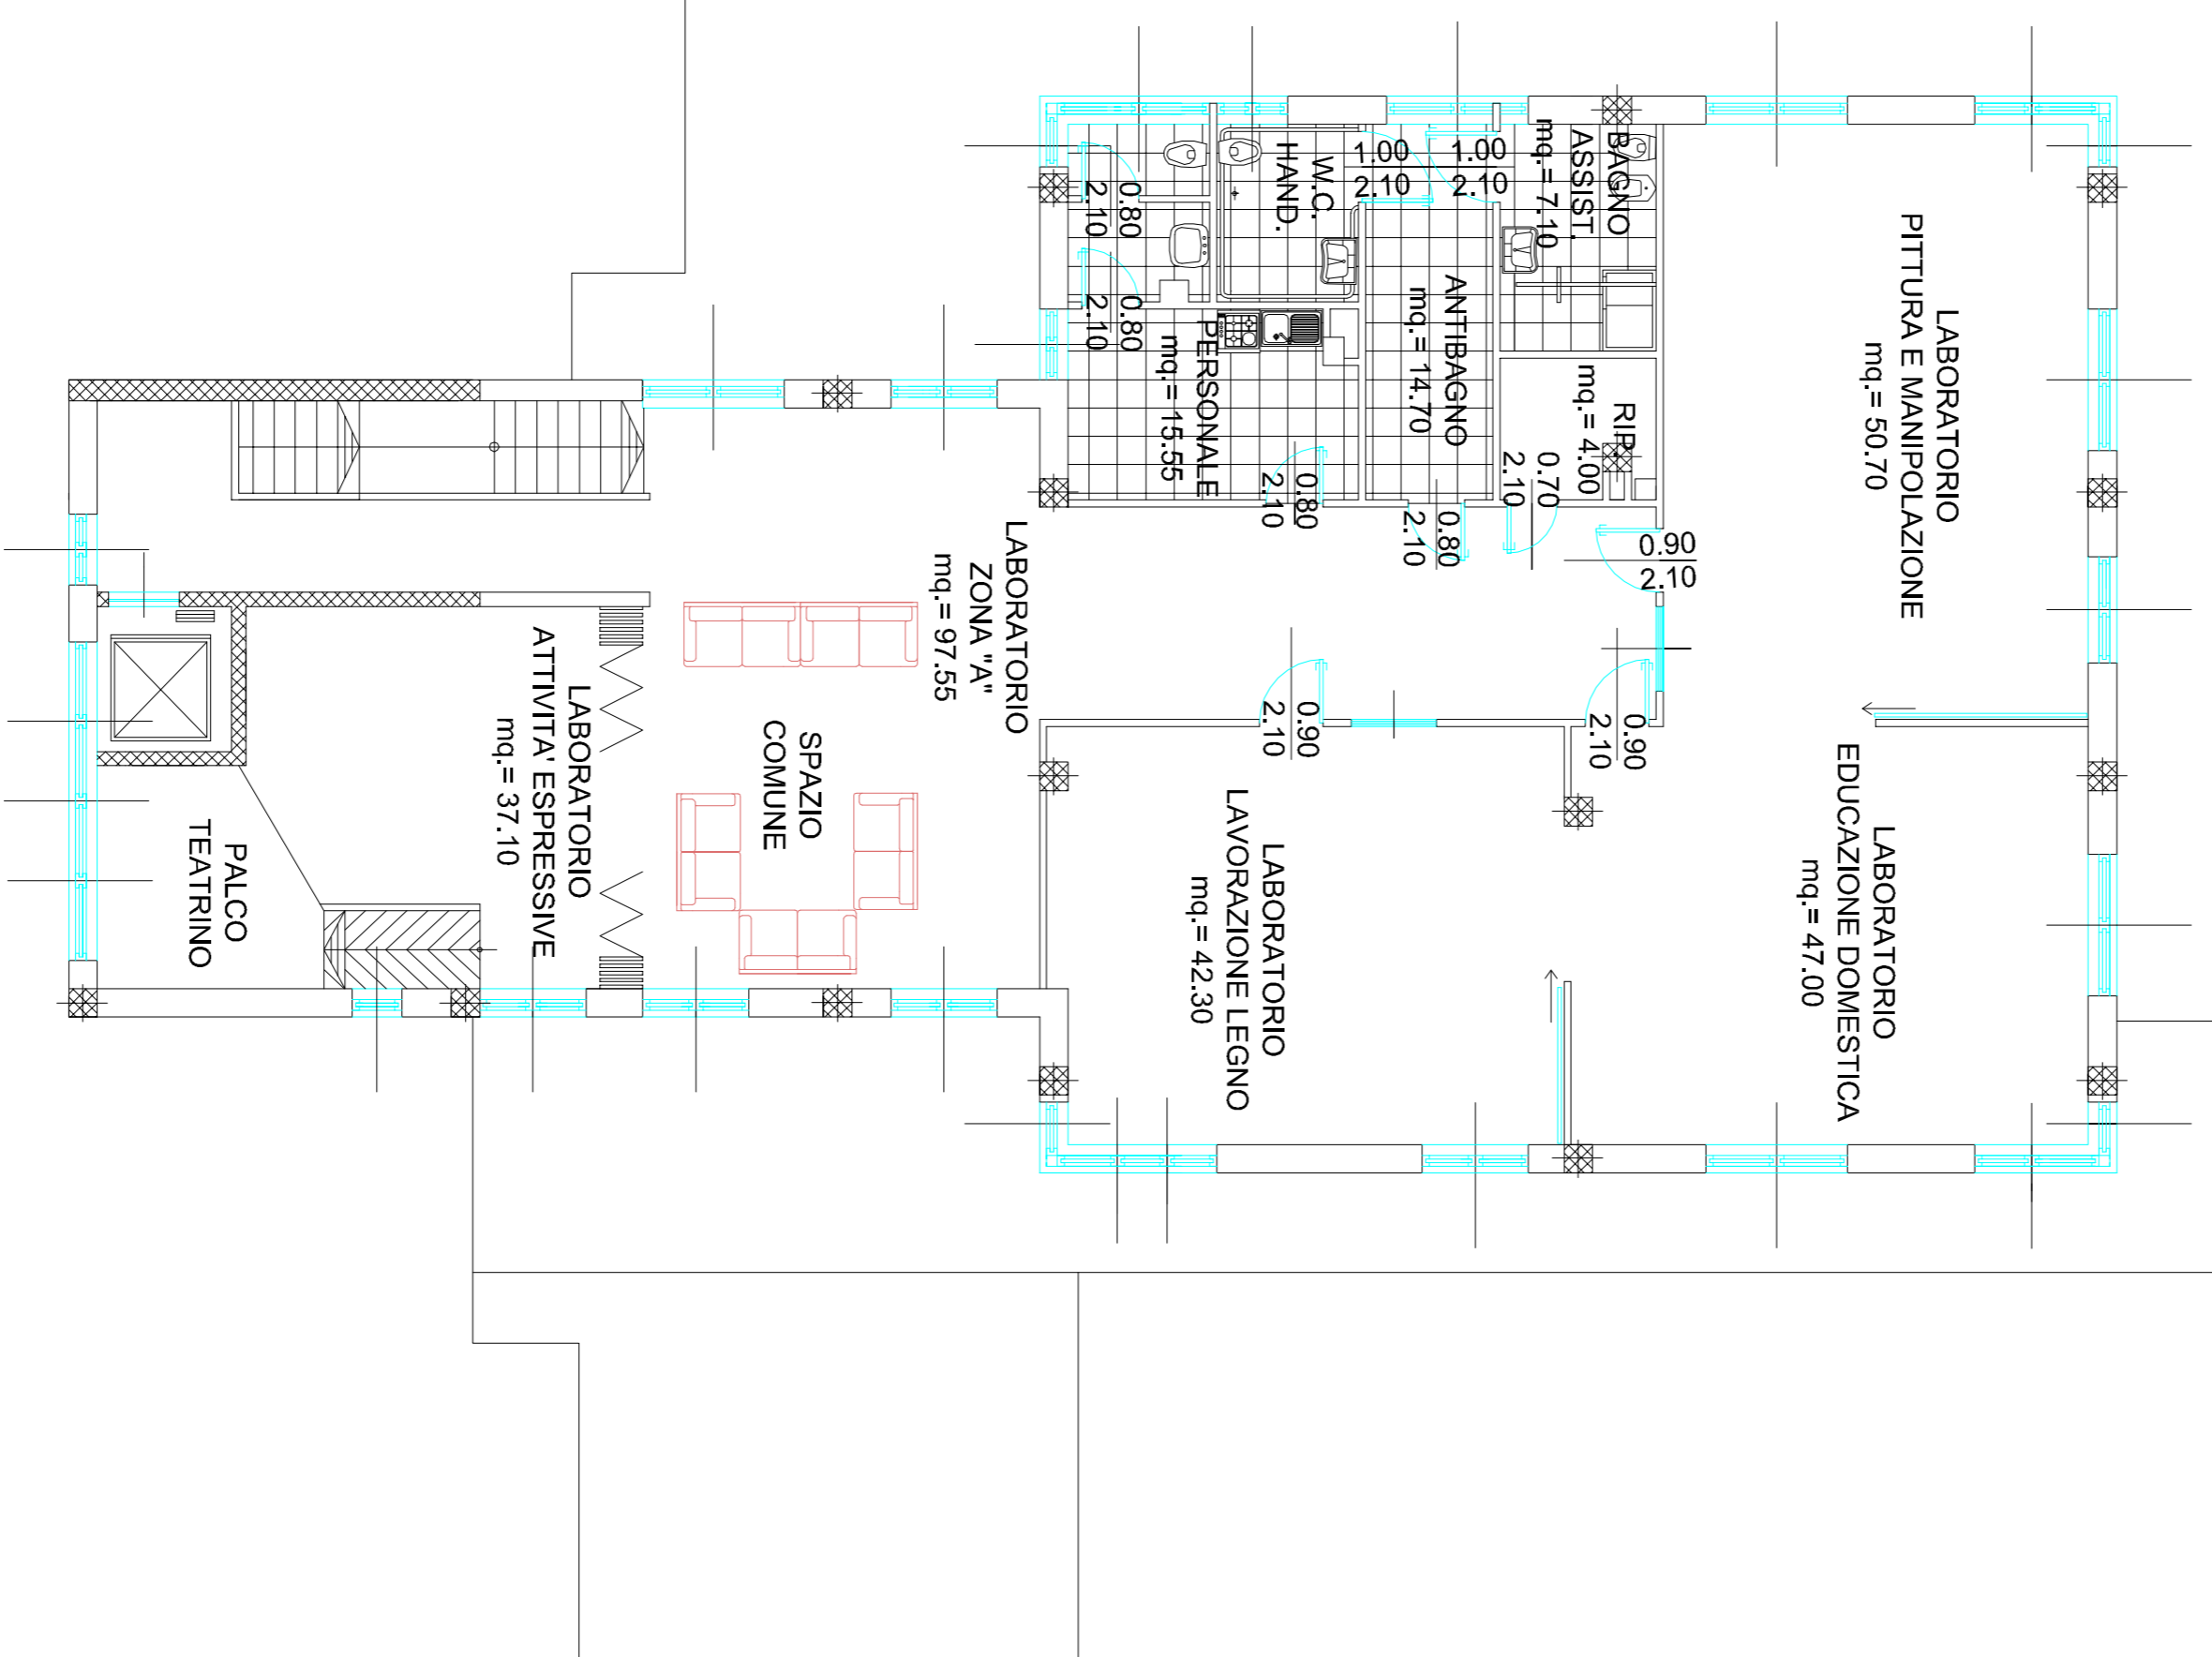 LABORATORIO
PITTURA E MANIPOLAZIONE
mq.= 50.70
BAGNO
ASSIST.
mq.= 7.10
1.00
2.10
1.00
2.10
W.C.
HAND.
0.80
2.10
0.80
2.10
ANTIBAGNO
mq.= 14.70
PERSONALE
mq.= 15.55
RIP.
mq.= 4.00
0.70
2.10
0.80
2.10
0.80
2.10
0.90
2.10
LABORATORIO
ZONA "A"
mq.= 97.55
0.90
2.10
0.90
2.10
LABORATORIO
EDUCAZIONE DOMESTICA
mq.= 47.00
LABORATORIO
LAVORAZIONE LEGNO
mq.= 42.30
SPAZIO
COMUNE
LABORATORIO
ATTIVITA' ESPRESSIVE
mq.= 37.10
PALCO
TEATRINO